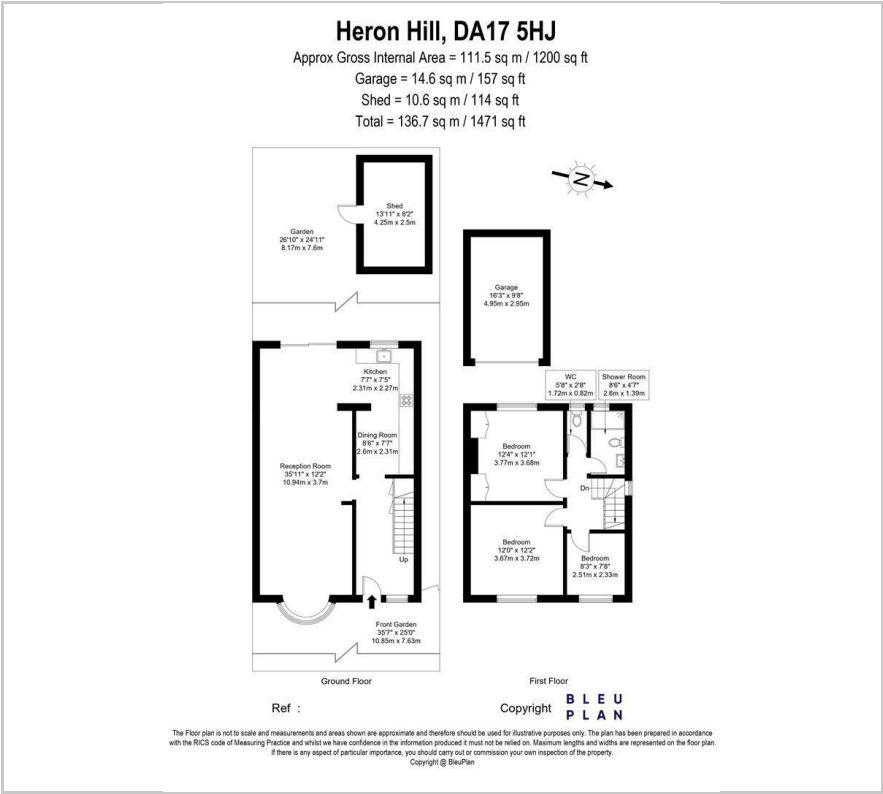 Heron Hill, DA17 5HJ
Approx Gross Internal Area = 111.5 sq m / 1200 sq ft
Garage = 14.6 sq m / 157 sq ft
Shed = 10.6 sq m / 114 sq ft
Total = 136.7 sq m / 1471 sq ft
N
Shed
13'11" x 8'2"
4.25m x 2.5m
Garden
26'10" x 24'11"
8.17m x 7.6m
Garage
16'3" x 9'8"
4.95m x 2.95m
Kitchen
7'7" x 7'5"
2.31m x 2.27m
Dining Room
8'6" x 7'7"
2.6m x 2.31m
Reception Room
35'11" x 12'2"
10.94m x 3.7m
Up
Front Garden
35'7" x 25'0"
10.85m x 7.63m
Ground Floor
WC
5'8" x 2'8"
1.72m x 0.82m
Shower Room
8'6" x 4'7"
2.6m x 1.39m
Bedroom
12'4" x 12'1"
3.77m x 3.68m
Dn
Bedroom
12'0" x 12'2"
3.67m x 3.72m
Bedroom
8'3" x 7'8"
2.51m x 2.33m
First Floor
Ref :
Copyright
BLEU
PLAN
The Floor plan is not to scale and measurements and areas shown are approximate and therefore should be used for illustrative purposes only. The plan has been prepared in accordance
with the RICS code of Measuring Practice and whilst we have confidence in the information produced it must not be relied on. Maximum lengths and widths are represented on the floor plan.
If there is any aspect of particular importance, you should carry out or commission your own inspection of the property.
Copyright @ BleuPlan